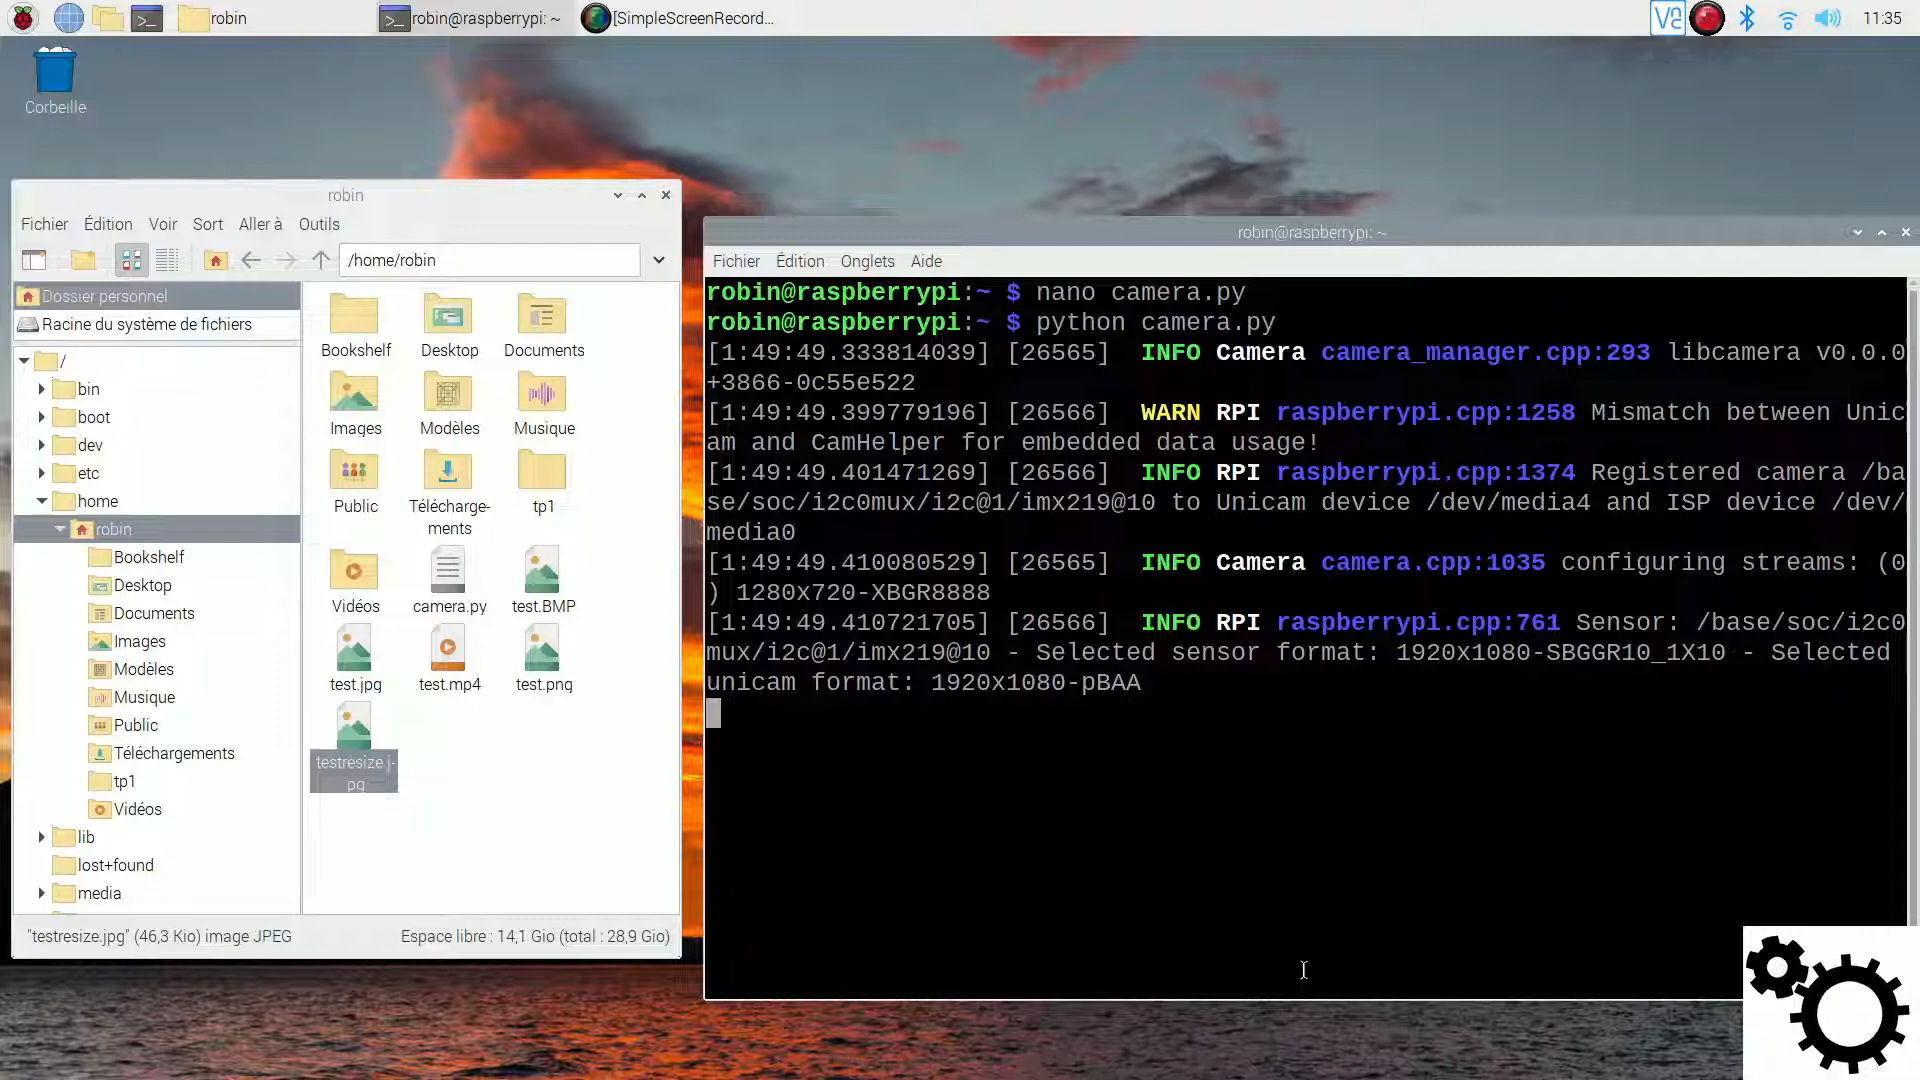 robin
robin@raspberrypi: ~
[SimpleScreenRecord...
11:35
Corbeille
robin
Fichier Édition Voir Sort Aller à Outils
/home/robin
Dossier personnel
Racine du système de fichiers
/
bin
boot
dev
etc
home
robin
Bookshelf
Desktop
Documents
Images
Modèles
Musique
Public
Téléchargements
tp1
Vidéos
lib
lost+found
media
Bookshelf Desktop Documents
Images Modèles Musique
Public Télécharge-
ments tp1
Vidéos camera.py test.BMP
test.jpg test.mp4 test.png
testresize.j-
pg
"testresize.jpg" (46,3 Kio) image JPEG Espace libre : 14,1 Gio (total : 28,9 Gio)
robin@raspberrypi: ~
Fichier Édition Onglets Aide
robin@raspberrypi:~ $ nano camera.py
robin@raspberrypi:~ $ python camera.py
[1:49:49.333814039] [26565] INFO Camera camera_manager.cpp:293 libcamera v0.0.0
+3866-0c55e522
[1:49:49.399779196] [26566] WARN RPI raspberrypi.cpp:1258 Mismatch between Unic
am and CamHelper for embedded data usage!
[1:49:49.401471269] [26566] INFO RPI raspberrypi.cpp:1374 Registered camera /ba
se/soc/i2c0mux/i2c@1/imx219@10 to Unicam device /dev/media4 and ISP device /dev/
media0
[1:49:49.410080529] [26565] INFO Camera camera.cpp:1035 configuring streams: (0
) 1280x720-XBGR8888
[1:49:49.410721705] [26566] INFO RPI raspberrypi.cpp:761 Sensor: /base/soc/i2c0
mux/i2c@1/imx219@10 - Selected sensor format: 1920x1080-SBGGR10_1X10 - Selected
unicam format: 1920x1080-pBAA